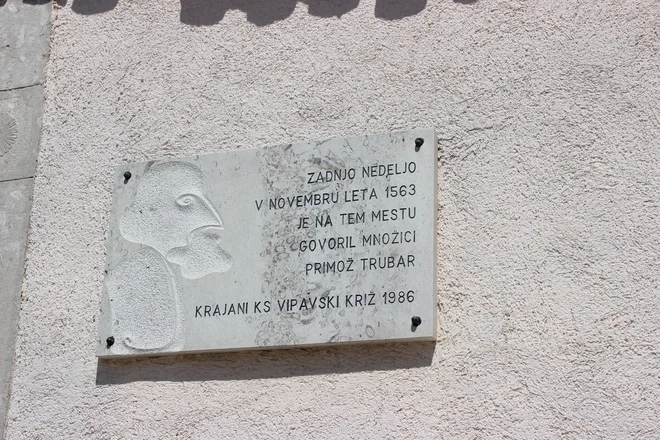 ZADNJO NEDELJO
V NOVEMBRU LETA 1563
JE NA TEM MESTU
GOVORIL MNOŽICI
PRIMOŽ TRUBAR
KRAJANI KS VIPAVSKI KRIŽ 1986